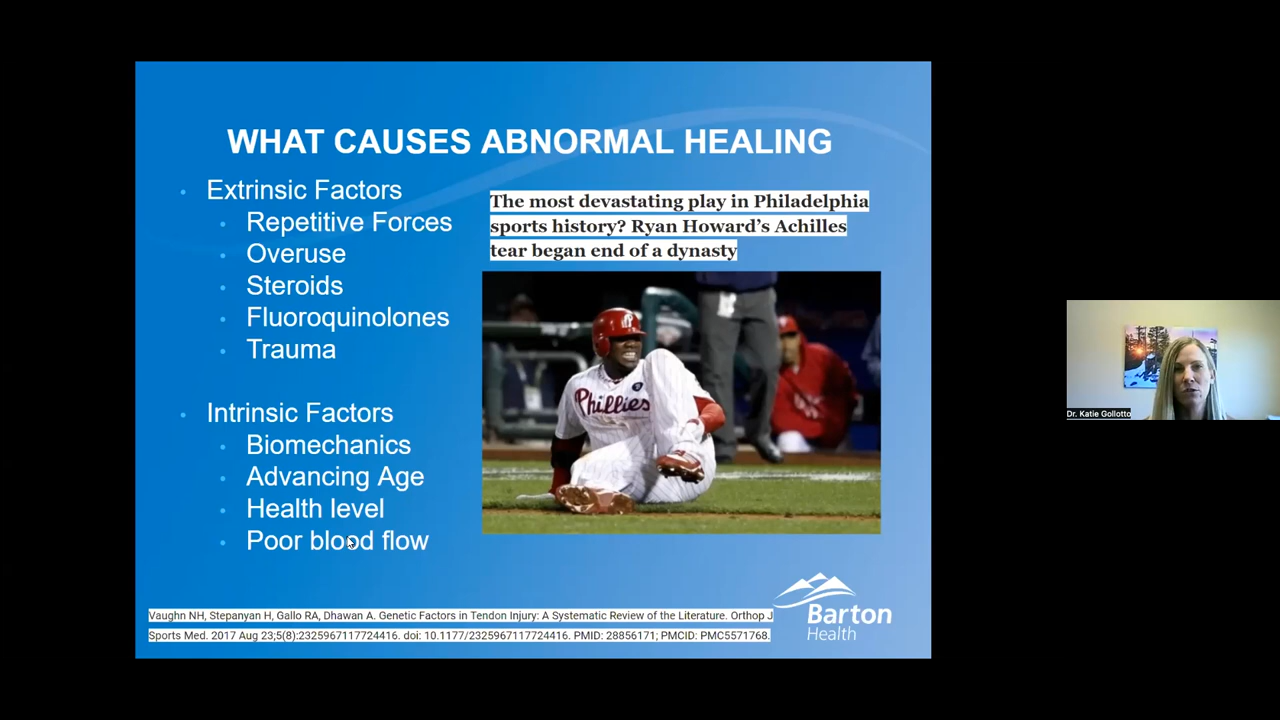 WHAT CAUSES ABNORMAL HEALING
Extrinsic Factors
Repetitive Forces
Overuse
Steroids
Fluoroquinolones
Trauma
Intrinsic Factors
Biomechanics
Advancing Age
Health level
Poor blood flow
The most devastating play in Philadelphia
sports history? Ryan Howard’s Achilles
tear began end of a dynasty
Phillies
Vaughn NH, Stepanyan H, Gallo RA, Dhawan A. Genetic Factors in Tendon Injury: A Systematic Review of the Literature. Orthop J
Sports Med. 2017 Aug 23;5(8):2325967117724416. doi: 10.1177/2325967117724416. PMID: 28856171; PMCID: PMC5571768.
Barton
Health
Dr. Katie Gollotto